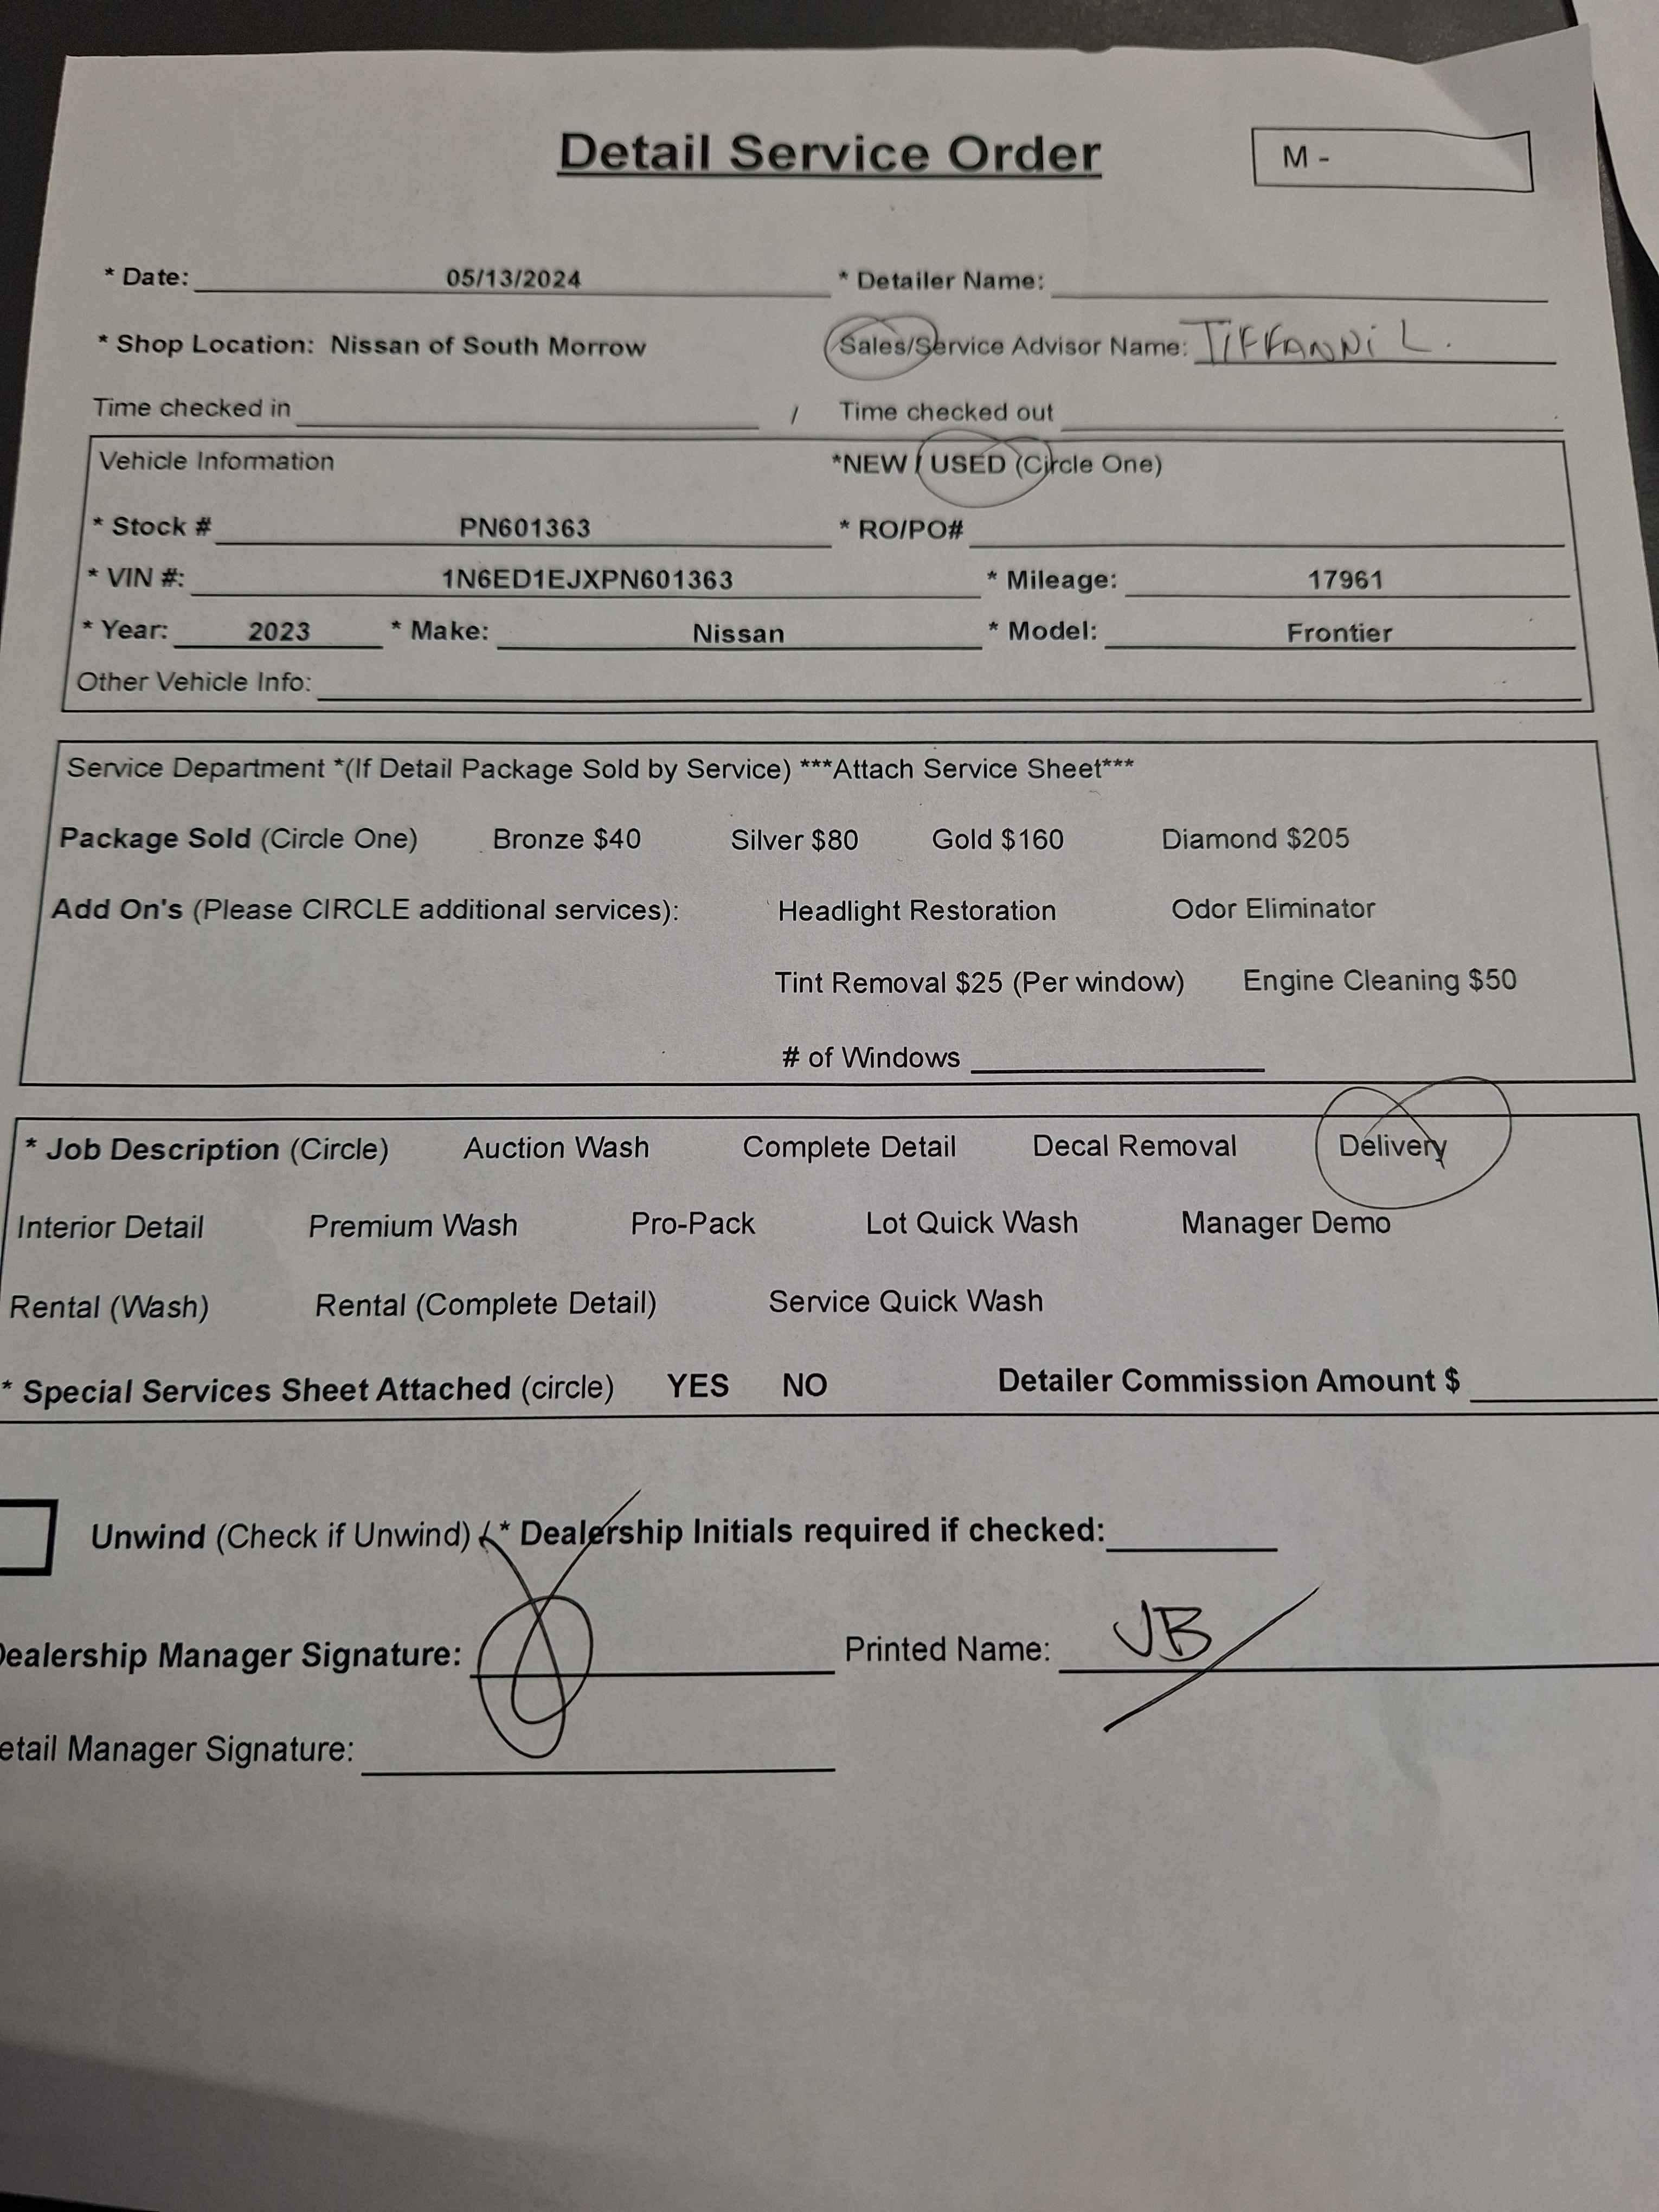 Detail Service Order
M -
* Date: 05/13/2024 * Detailer Name:
* Shop Location: Nissan of South Morrow Sales/Service Advisor Name: TIFFANNi L.
Time checked in / Time checked out
Vehicle Information *NEW / USED (Circle One)
* Stock # PN601363 * RO/PO#
* VIN #: 1N6ED1EJXPN601363 * Mileage: 17961
* Year: 2023 * Make: Nissan * Model: Frontier
Other Vehicle Info:
Service Department *(If Detail Package Sold by Service) ***Attach Service Sheet***
Package Sold (Circle One) Bronze $40 Silver $80 Gold $160 Diamond $205
Add On's (Please CIRCLE additional services): Headlight Restoration Odor Eliminator
Tint Removal $25 (Per window) Engine Cleaning $50
# of Windows
* Job Description (Circle) Auction Wash Complete Detail Decal Removal Delivery
Interior Detail Premium Wash Pro-Pack Lot Quick Wash Manager Demo
Rental (Wash) Rental (Complete Detail) Service Quick Wash
* Special Services Sheet Attached (circle) YES NO Detailer Commission Amount $
Unwind (Check if Unwind) * Dealership Initials required if checked:
Dealership Manager Signature: Printed Name: JB
etail Manager Signature: